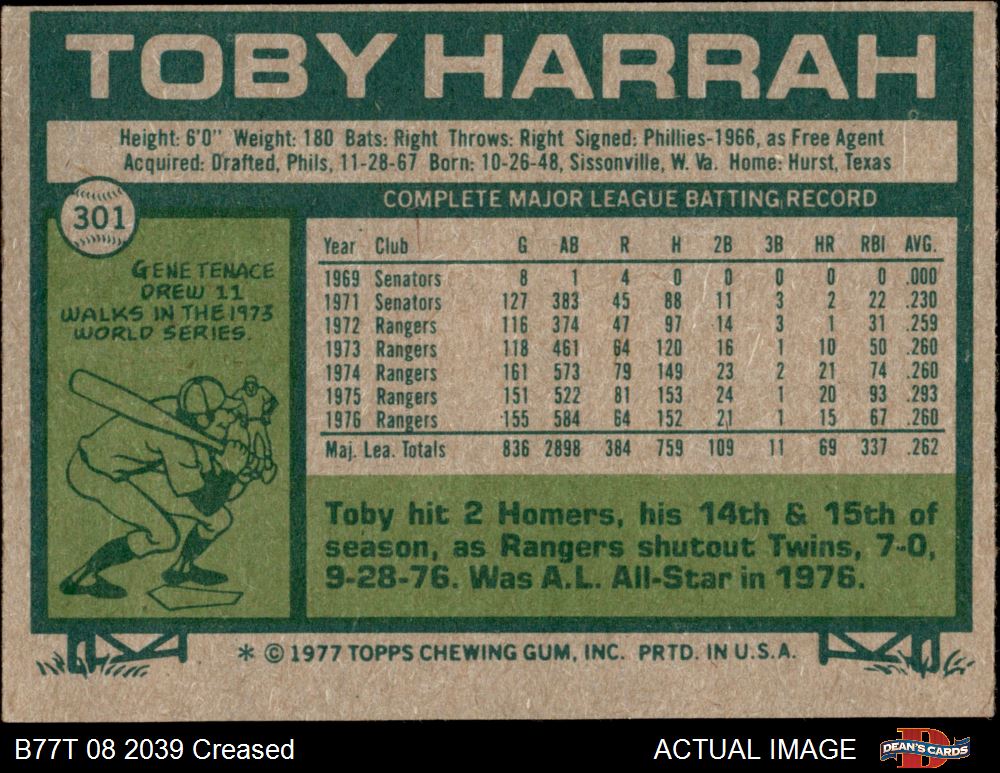 TOBY HARRAH
Height: 6'0" Weight: 180 Bats: Right Throws: Right Signed: Phillies-1966, as Free Agent
Acquired: Drafted, Phils, 11-28-67 Born: 10-26-48, Sissonville, W. Va. Home: Hurst, Texas
301
COMPLETE MAJOR LEAGUE BATTING RECORD
GENE TENACE
DREW 11
WALKS IN THE 1973
WORLD SERIES.
Year Club G AB R H 2B 3B HR RBI AVG.
1969 Senators 8 1 4 0 0 0 0 0 .000
1971 Senators 127 383 45 88 11 3 2 22 .230
1972 Rangers 116 374 47 97 14 3 1 31 .259
1973 Rangers 118 461 64 120 16 1 10 50 .260
1974 Rangers 161 573 79 149 23 2 21 74 .260
1975 Rangers 151 522 81 153 24 1 20 93 .293
1976 Rangers 155 584 64 152 21 1 15 67 .260
Maj. Lea. Totals 836 2898 384 759 109 11 69 337 .262
Toby hit 2 Homers, his 14th & 15th of
season, as Rangers shutout Twins, 7-0,
9-28-76. Was A.L. All-Star in 1976.
* © 1977 TOPPS CHEWING GUM, INC. PRTD. IN U.S.A.
B77T 08 2039 Creased
ACTUAL IMAGE
DEAN'S CARDS